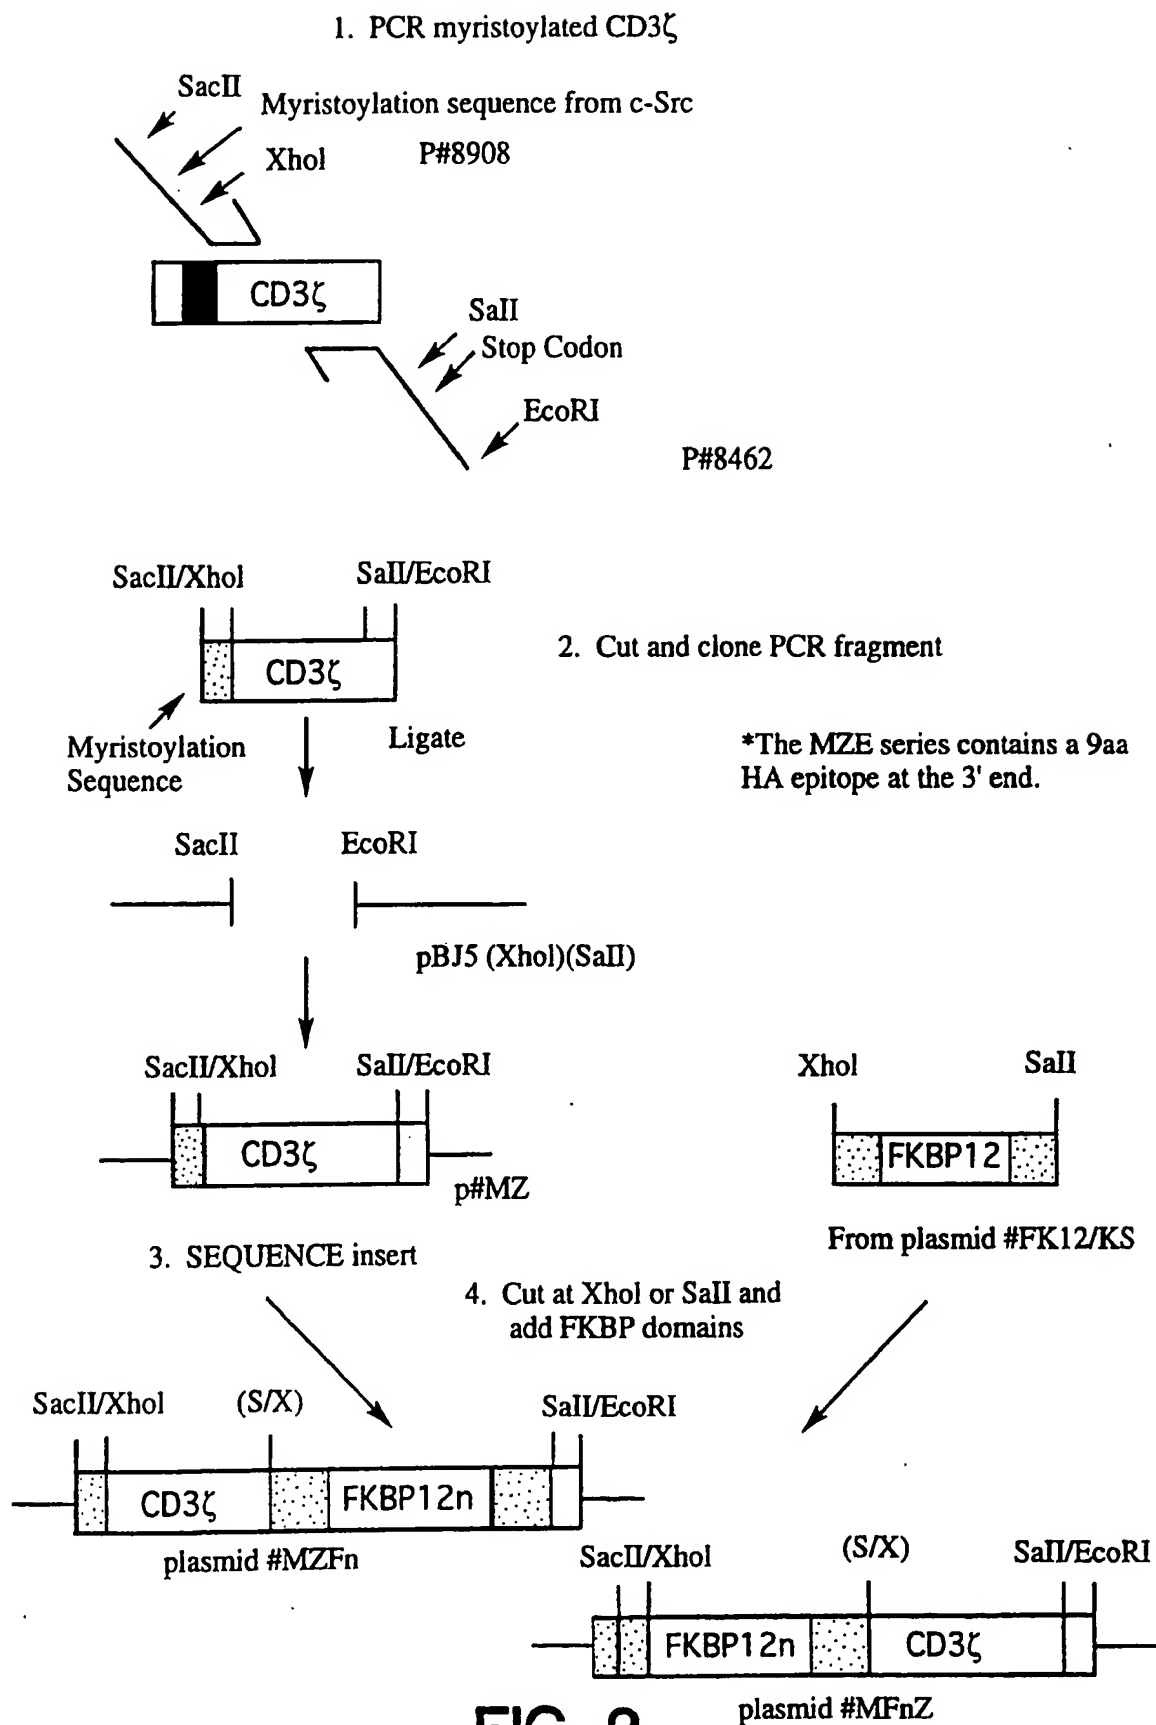 1. PCR myristoylated CD3ζ
SacII
Myristoylation sequence from c-Src
XhoI
P#8908
CD3ζ
SalI
Stop Codon
EcoRI
P#8462
SacII/XhoI
SalI/EcoRI
CD3ζ
2. Cut and clone PCR fragment
Myristoylation
Sequence
Ligate
*The MZE series contains a 9aa
HA epitope at the 3' end.
SacII
EcoRI
pBJ5 (XhoI)(SalI)
SacII/XhoI
SalI/EcoRI
CD3ζ
p#MZ
XhoI
SalI
FKBP12
From plasmid #FK12/KS
3. SEQUENCE insert
4. Cut at XhoI or SalI and
add FKBP domains
SacII/XhoI
(S/X)
SalI/EcoRI
CD3ζ
FKBP12n
plasmid #MZFn
SacII/XhoI
(S/X)
SalI/EcoRI
FKBP12n
CD3ζ
plasmid #MFnZ